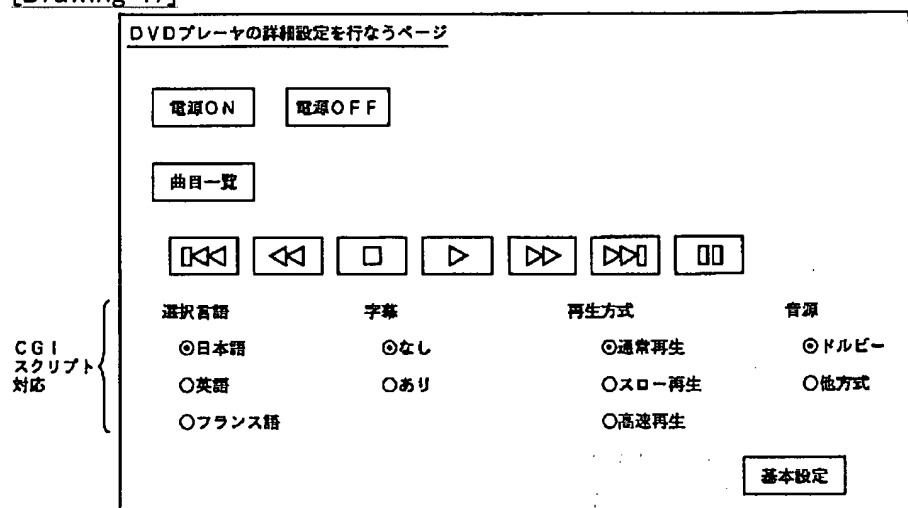 [Drawing 47]
DVDプレーヤの詳細設定を行なうページ
電源ON 電源OFF
曲目一覧
選択言語 字幕 再生方式 音源
CGI
スクリプト
対応
◎日本語 ◎なし ◎通常再生 ◎ドルビー
○英語 ○あり ○スロー再生 ○他方式
○フランス語 ○高速再生
基本設定